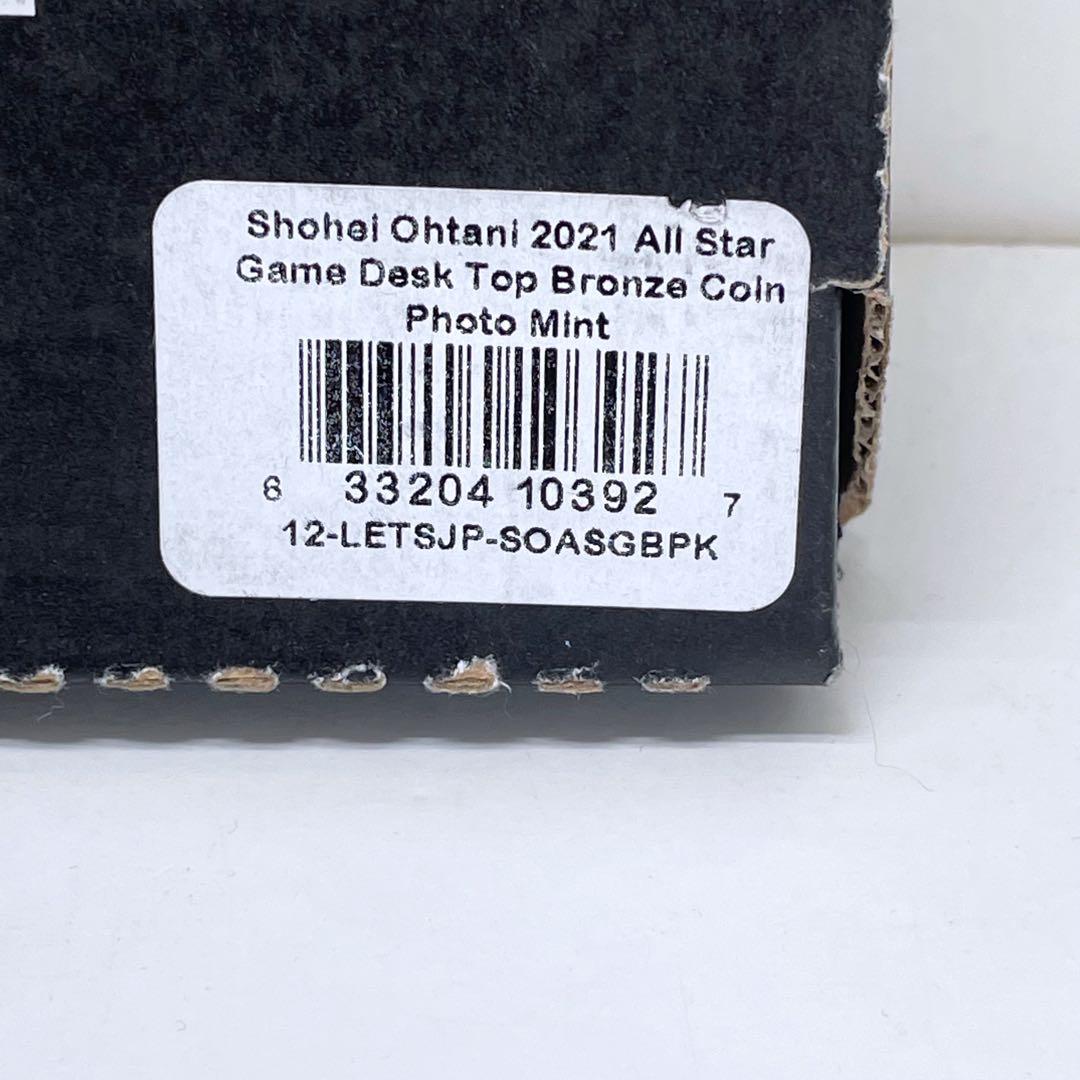 Shohei Ohtani 2021 All Star
Game Desk Top Bronze Coin
Photo Mint
6 33204 10392 7
12-LETSJP-SOASGBPK